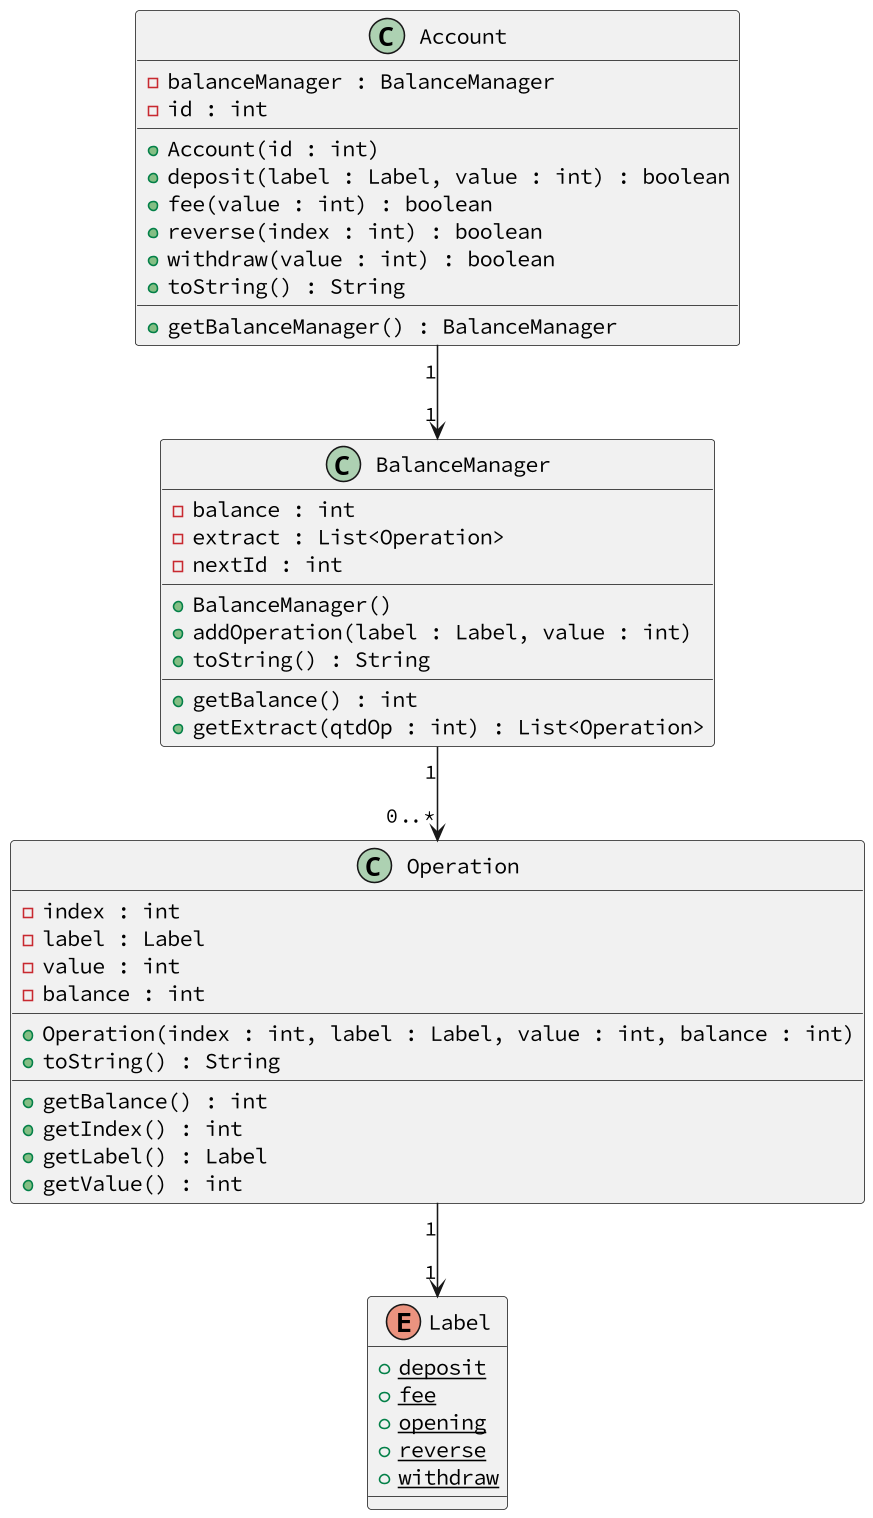 C Account
balanceManager : BalanceManager
id : int
Account(id : int)
deposit(label : Label, value : int) : boolean
fee(value : int) : boolean
reverse(index : int) : boolean
withdraw(value : int) : boolean
toString() : String
getBalanceManager() : BalanceManager
1
1
C BalanceManager
balance : int
extract : List<Operation>
nextId : int
BalanceManager()
addOperation(label : Label, value : int)
toString() : String
getBalance() : int
getExtract(qtdOp : int) : List<Operation>
1
0..*
C Operation
index : int
label : Label
value : int
balance : int
Operation(index : int, label : Label, value : int, balance : int)
toString() : String
getBalance() : int
getIndex() : int
getLabel() : Label
getValue() : int
1
1
E Label
deposit
fee
opening
reverse
withdraw